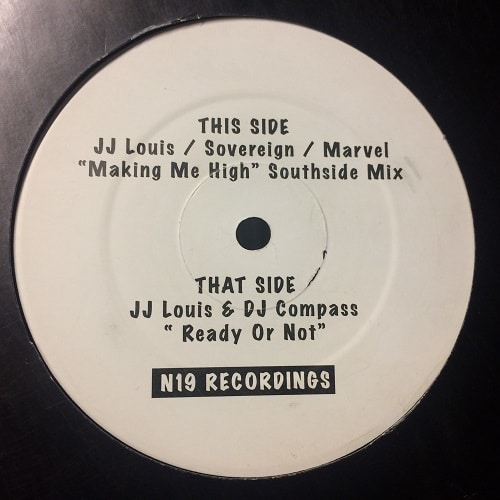 THIS SIDE
JJ Louis / Sovereign / Marvel
"Making Me High" Southside Mix
THAT SIDE
JJ Louis & DJ Compass
" Ready Or Not"
N19 RECORDINGS